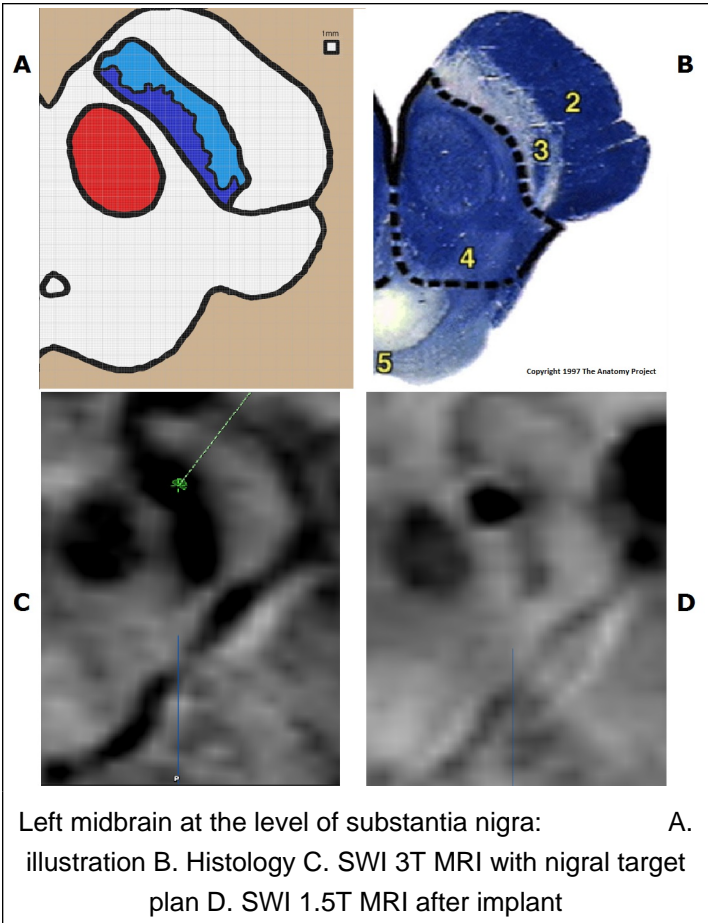 A
1mm
B
2
3
4
5
Copyright 1997 The Anatomy Project
C
P
D
Left midbrain at the level of substantia nigra: A.
illustration B. Histology C. SWI 3T MRI with nigral target
plan D. SWI 1.5T MRI after implant